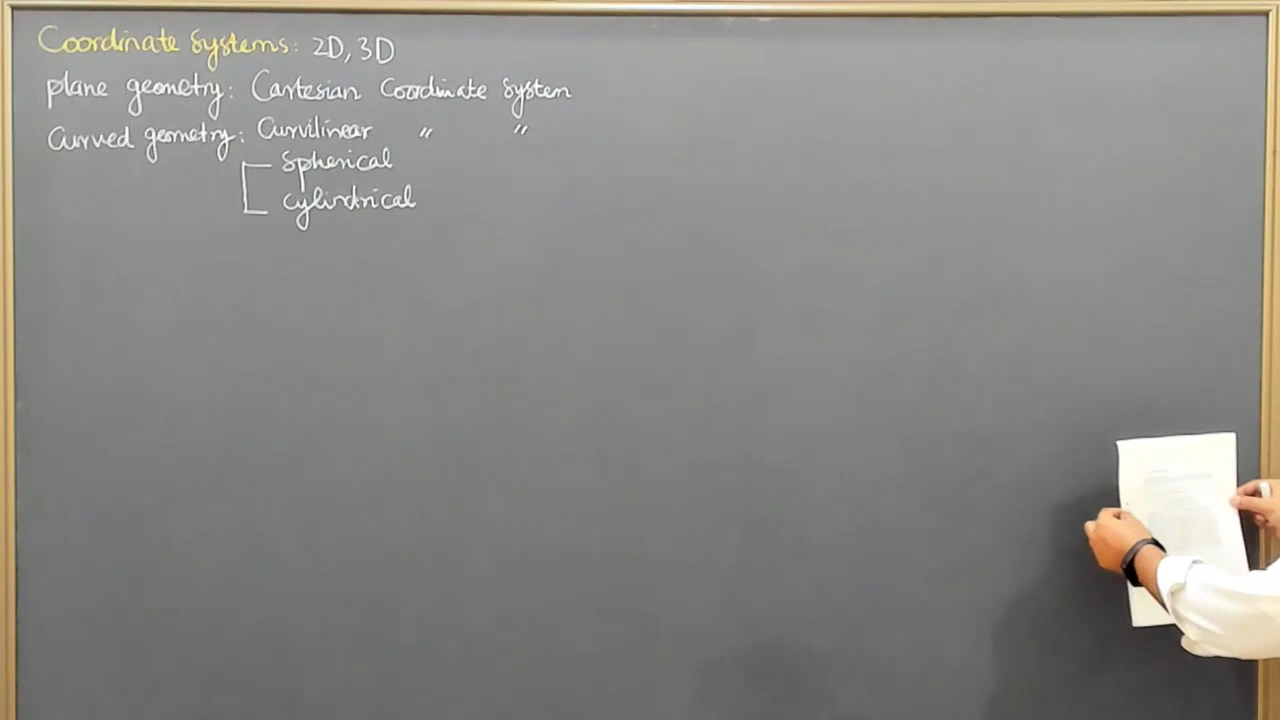 Coordinate Systems: 2D, 3D
plane geometry: Cartesian Coordinate System
Curved geometry: Curvilinear " "
Spherical
Cylindrical